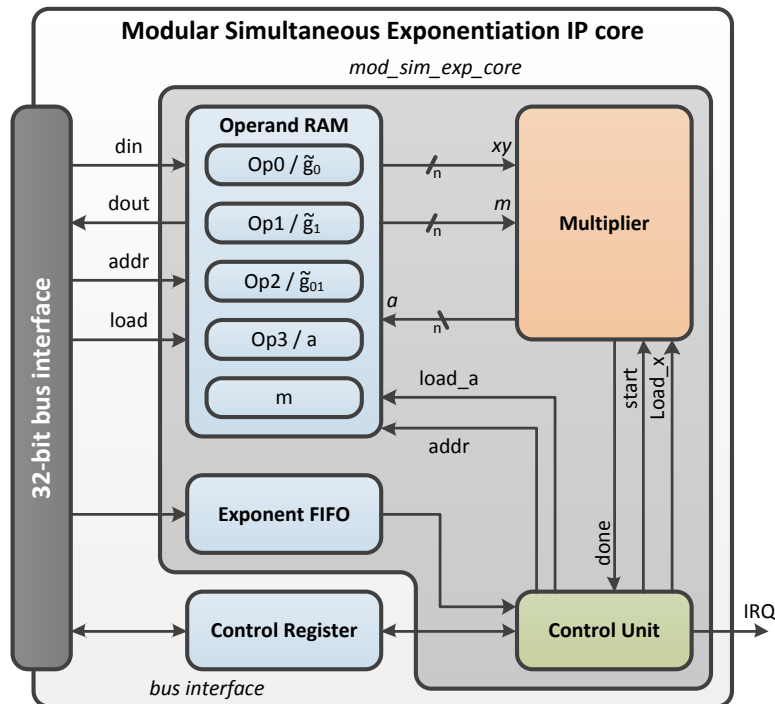 Modular Simultaneous Exponentiation IP core
mod_sim_exp_core
32-bit bus interface
din
dout
addr
load
Operand RAM
Op0 / g̃₀
Op1 / g̃₁
Op2 / g̃₀₁
Op3 / a
m
xy
n
m
n
a
n
Multiplier
load_a
addr
done
start
Load_x
Exponent FIFO
Control Register
Control Unit
IRQ
bus interface